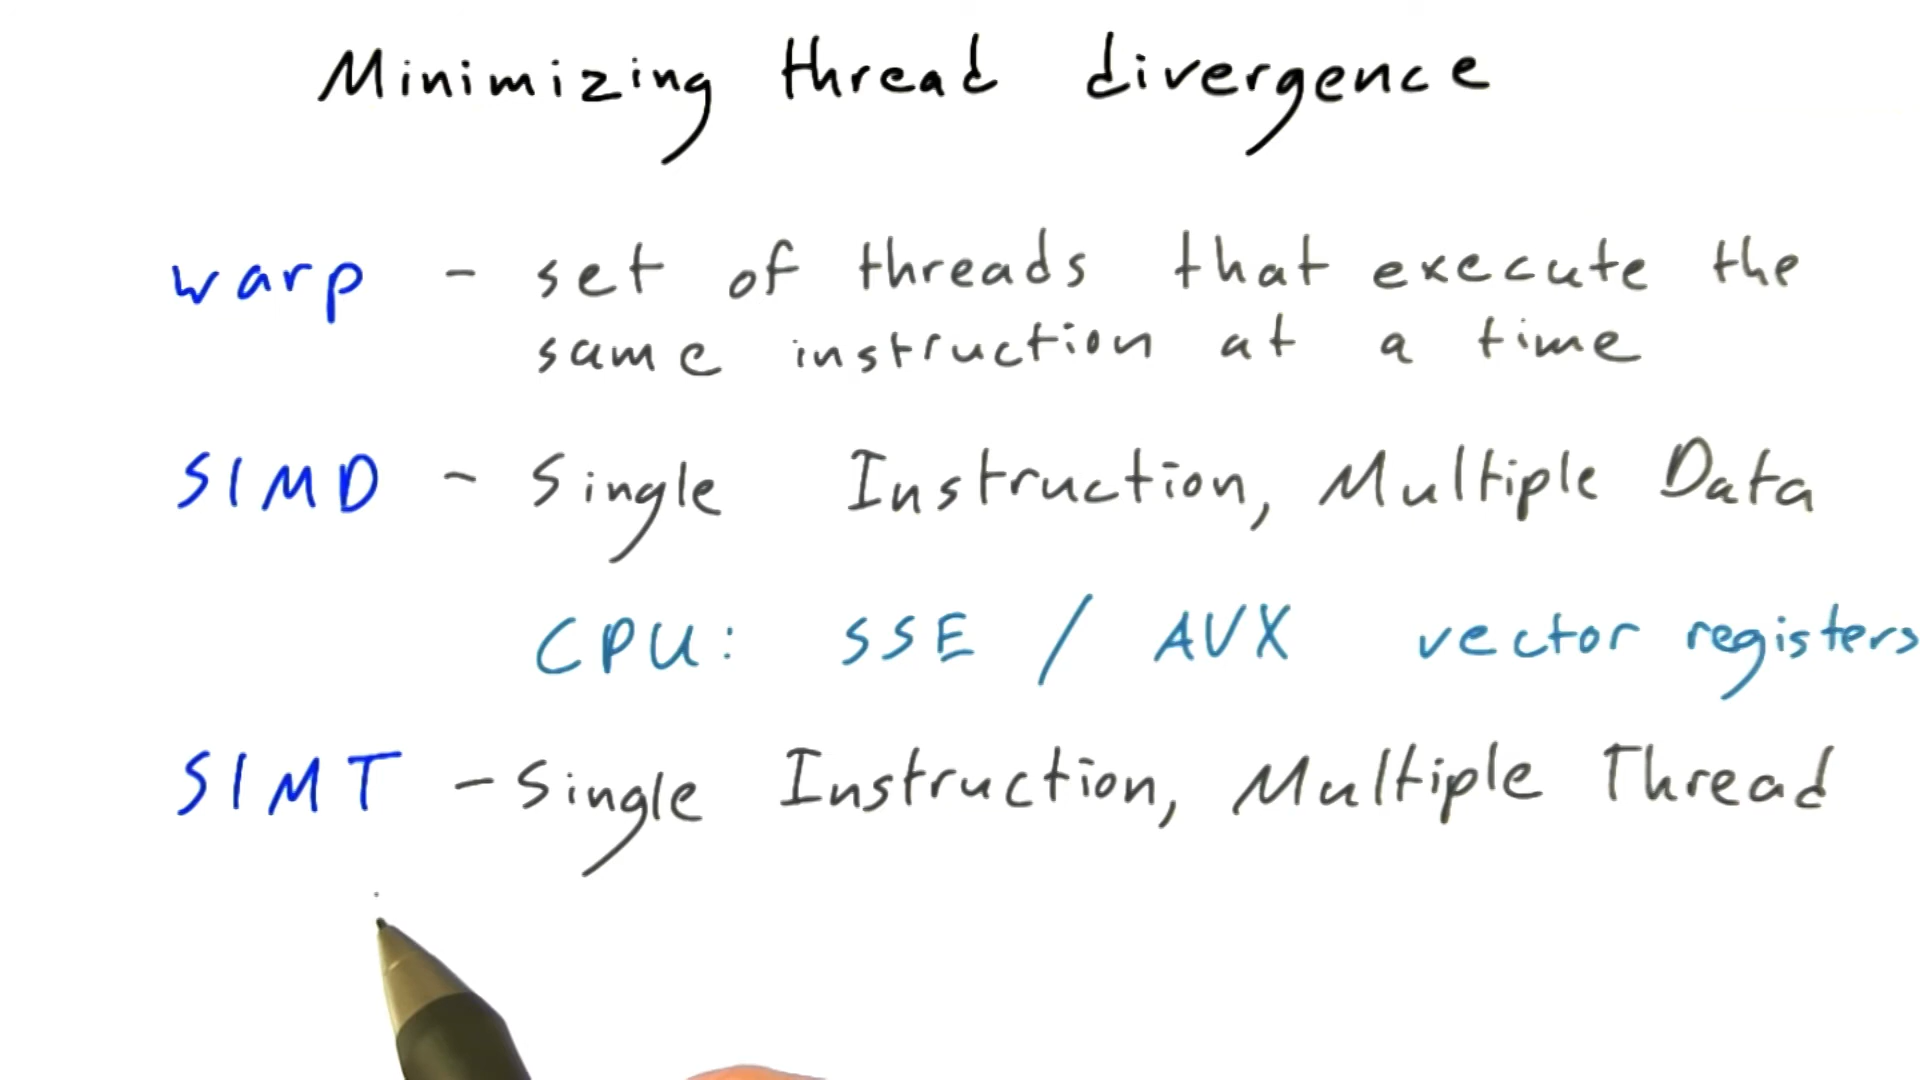 Minimizing thread divergence
warp - set of threads that execute the
same instruction at a time
SIMD - Single Instruction, Multiple Data
CPU: SSE / AVX vector registers
SIMT - Single Instruction, Multiple Thread